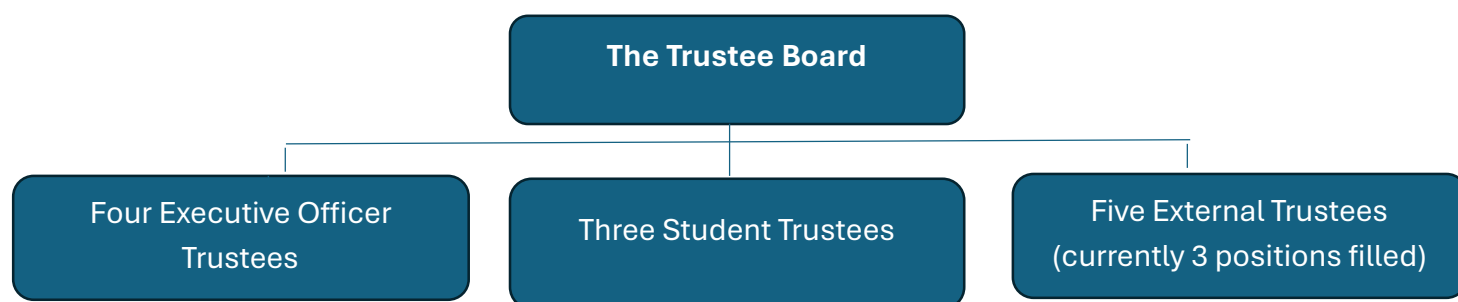 The Trustee Board
Four Executive Officer
Trustees
Three Student Trustees
Five External Trustees
(currently 3 positions filled)